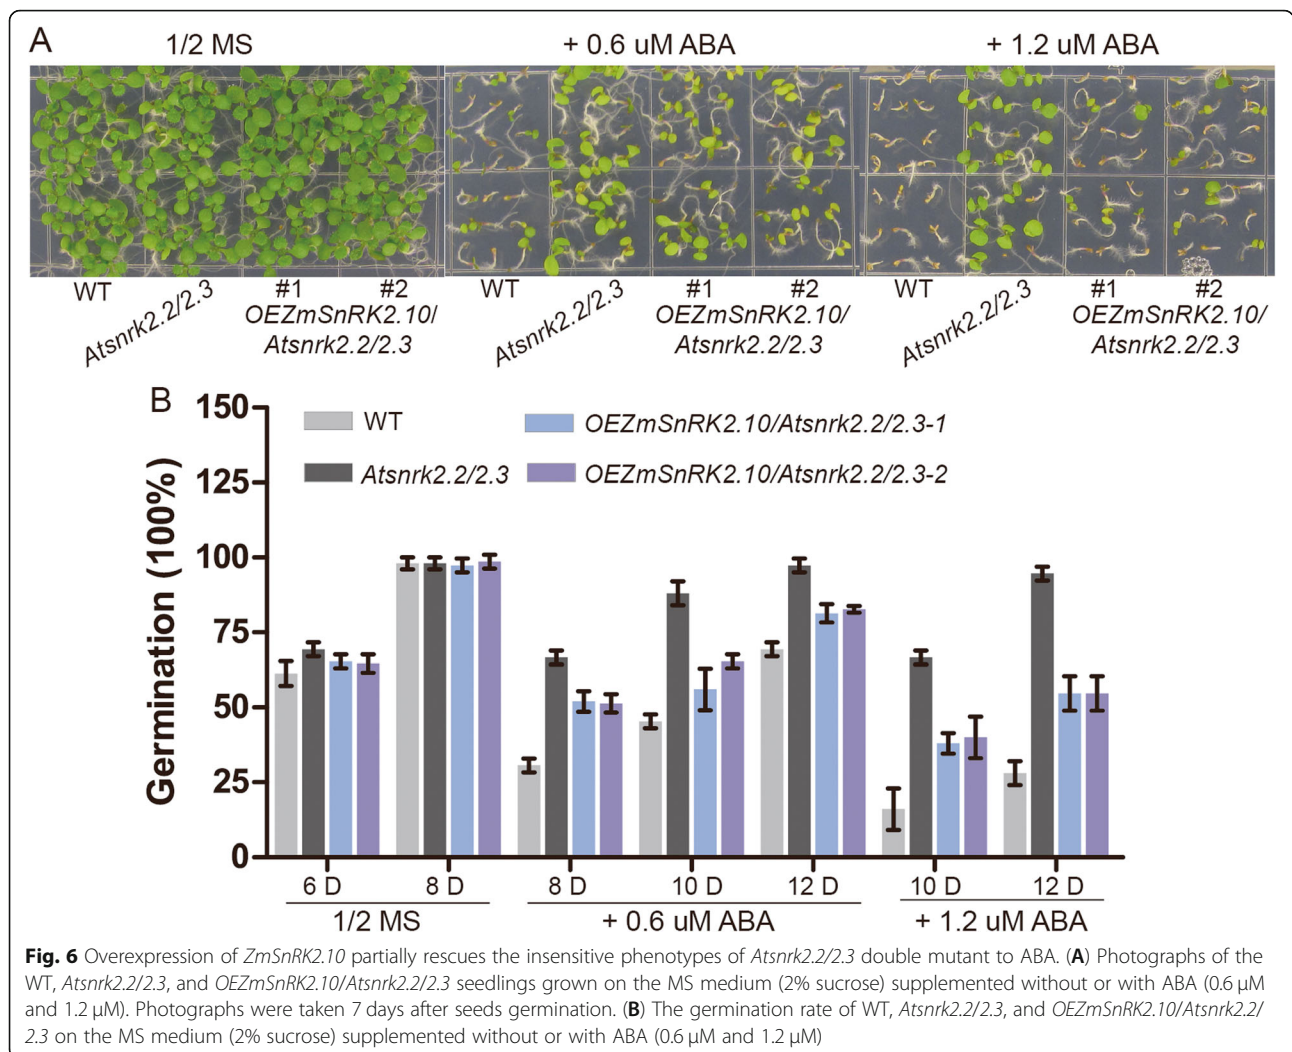 A
1/2 MS
+ 0.6 uM ABA
+ 1.2 uM ABA
WT
Atsnrk2.2/2.3
#1
#2
OEZmSnRK2.10/
Atsnrk2.2/2.3
WT
Atsnrk2.2/2.3
#1
#2
OEZmSnRK2.10/
Atsnrk2.2/2.3
WT
Atsnrk2.2/2.3
#1
#2
OEZmSnRK2.10/
Atsnrk2.2/2.3
B
Germination (100%)
150
125
100
75
50
25
0
WT
OEZmSnRK2.10/Atsnrk2.2/2.3-1
Atsnrk2.2/2.3
OEZmSnRK2.10/Atsnrk2.2/2.3-2
6 D
8 D
8 D
10 D
12 D
10 D
12 D
1/2 MS
+ 0.6 uM ABA
+ 1.2 uM ABA
Fig. 6 Overexpression of ZmSnRK2.10 partially rescues the insensitive phenotypes of Atsnrk2.2/2.3 double mutant to ABA. (A) Photographs of the
WT, Atsnrk2.2/2.3, and OEZmSnRK2.10/Atsnrk2.2/2.3 seedlings grown on the MS medium (2% sucrose) supplemented without or with ABA (0.6 μM
and 1.2 μM). Photographs were taken 7 days after seeds germination. (B) The germination rate of WT, Atsnrk2.2/2.3, and OEZmSnRK2.10/Atsnrk2.2/
2.3 on the MS medium (2% sucrose) supplemented without or with ABA (0.6 μM and 1.2 μM)